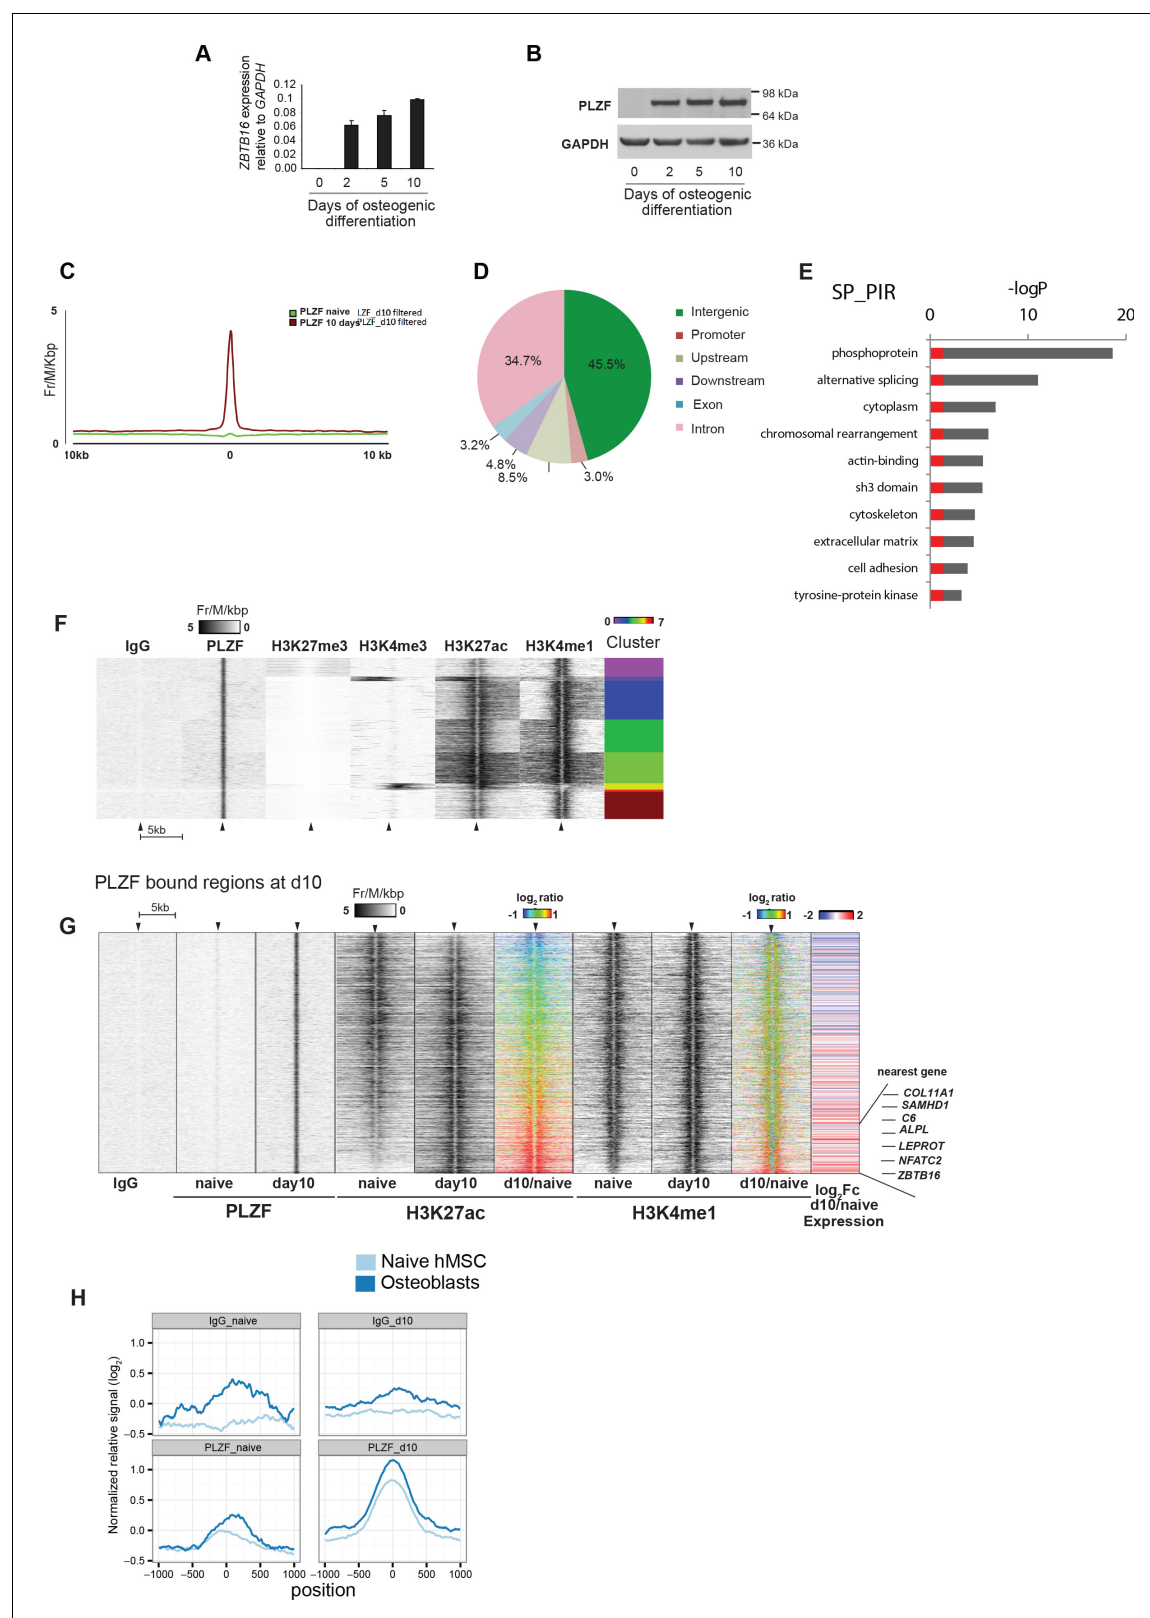 A
ZBTB16 expression
relative to GAPDH
0.12
0.1
0.08
0.06
0.04
0.02
0.00
0 2 5 10
Days of osteogenic
differentiation
B
PLZF
GAPDH
98 kDa
64 kDa
36 kDa
0 2 5 10
Days of osteogenic
differentiation
C
Fr/M/Kbp
5
0
10kb 0 10 kb
PLZF naive LZF_d10 filtered
PLZF 10 days PLZF_d10 filtered
D
34.7%
45.5%
3.2%
4.8%
8.5%
3.0%
Intergenic
Promoter
Upstream
Downstream
Exon
Intron
E
SP_PIR
-logP
0 10 20
phosphoprotein
alternative splicing
cytoplasm
chromosomal rearrangement
actin-binding
sh3 domain
cytoskeleton
extracellular matrix
cell adhesion
tyrosine-protein kinase
F
Fr/M/kbp
5 0
0 7
IgG PLZF H3K27me3 H3K4me3 H3K27ac H3K4me1 Cluster
5kb
PLZF bound regions at d10
G
5kb
Fr/M/kbp
5 0
log2 ratio
-1 1
log2 ratio
-1 1
-2 2
nearest gene
COL11A1
SAMHD1
C6
ALPL
LEPROT
NFATC2
ZBTB16
IgG naive day10 naive day10 d10/naive naive day10 d10/naive
PLZF H3K27ac H3K4me1
log2Fc
d10/naive
Expression
Naive hMSC
Osteoblasts
H
Normalized relative signal (log2)
IgG_naive IgG_d10
1.0
0.5
0.0
−0.5
PLZF_naive PLZF_d10
1.0
0.5
0.0
−0.5
−1000 −500 0 500 1000 −1000 −500 0 500 1000
position